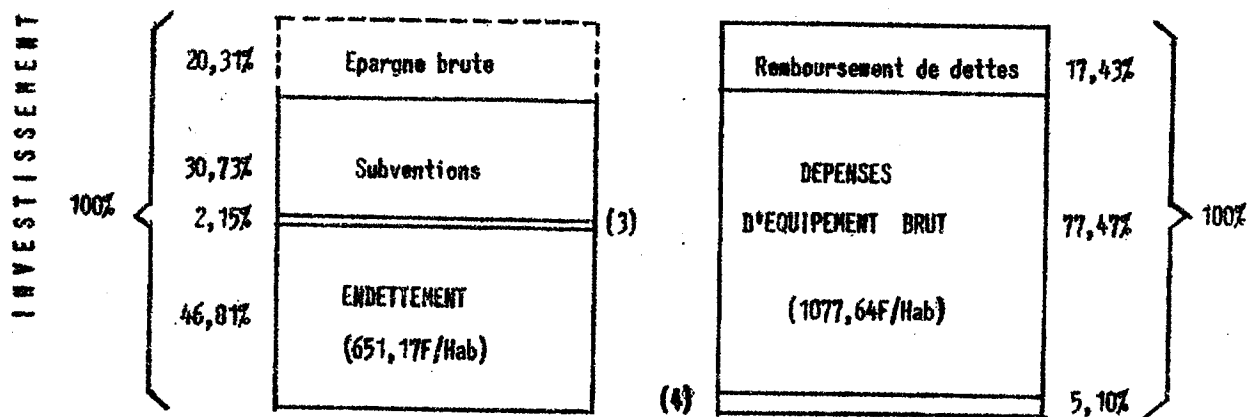 INVESTISSEMENT
100%
20,31%
Epargne brute
30,73%
Subventions
2,15%
(3)
46,81%
ENDETTEMENT
(651,17F/Hab)
Remboursement de dettes
17,43%
DEPENSES
D'EQUIPEMENT BRUT
77,47%
(1077,64F/Hab)
(4)
5,10%
100%